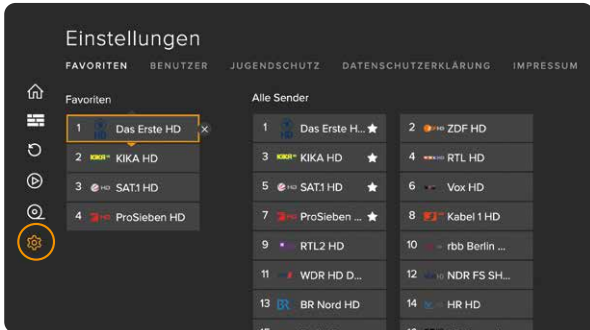 Einstellungen
FAVORITEN BENUTZER JUGENDSCHUTZ DATENSCHUTZERKLÄRUNG IMPRESSUM
Favoriten
1 Das Erste HD
2 KIKA HD
3 SAT.1 HD
4 ProSieben HD
Alle Sender
1 Das Erste H...
2 ZDF HD
3 KIKA HD
4 RTL HD
5 SAT.1 HD
6 Vox HD
7 ProSieben ...
8 Kabel 1 HD
9 RTL2 HD
10 rbb Berlin ...
11 WDR HD D...
12 NDR FS SH...
13 BR Nord HD
14 HR HD